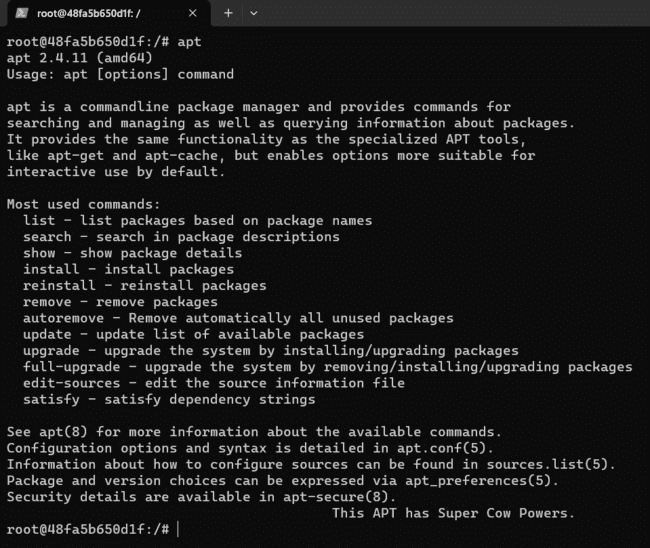 root@48fa5b650d1f: /
root@48fa5b650d1f:/# apt
apt 2.4.11 (amd64)
Usage: apt [options] command
apt is a commandline package manager and provides commands for
searching and managing as well as querying information about packages.
It provides the same functionality as the specialized APT tools,
like apt-get and apt-cache, but enables options more suitable for
interactive use by default.
Most used commands:
list - list packages based on package names
search - search in package descriptions
show - show package details
install - install packages
reinstall - reinstall packages
remove - remove packages
autoremove - Remove automatically all unused packages
update - update list of available packages
upgrade - upgrade the system by installing/upgrading packages
full-upgrade - upgrade the system by removing/installing/upgrading packages
edit-sources - edit the source information file
satisfy - satisfy dependency strings
See apt(8) for more information about the available commands.
Configuration options and syntax is detailed in apt.conf(5).
Information about how to configure sources can be found in sources.list(5).
Package and version choices can be expressed via apt_preferences(5).
Security details are available in apt-secure(8).
This APT has Super Cow Powers.
root@48fa5b650d1f:/#